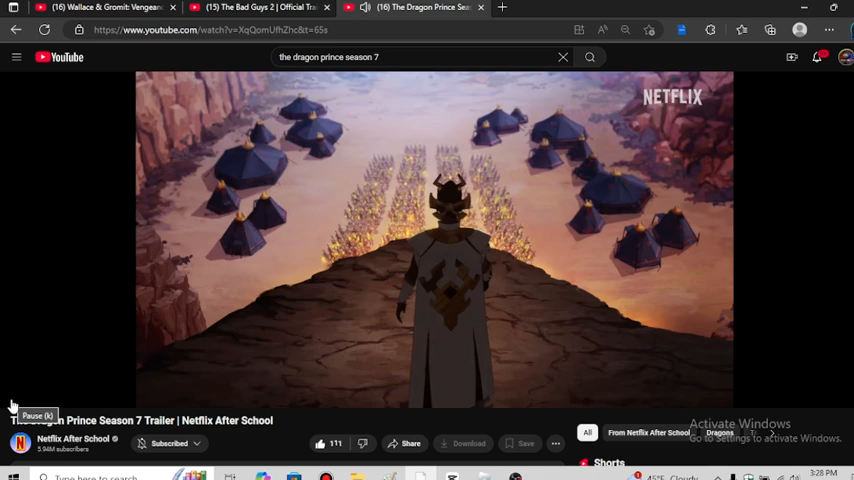 (16) Wallace & Gromit: Vengean
(15) The Bad Guys 2 | Official Trai
(16) The Dragon Prince Seas
https://www.youtube.com/watch?v=XqQomUfhZhc&t=65s
YouTube
the dragon prince season 7
NETFLIX
Pause (k)
The Dragon Prince Season 7 Trailer | Netflix After School
Netflix After School
5.94M subscribers
Subscribed
111
Share
Download
Save
All
From Netflix After School
Dragons
Activate Windows
Go to Settings to activate Windows.
Shorts
Type here to search
45°F Cloudy
3:28 PM